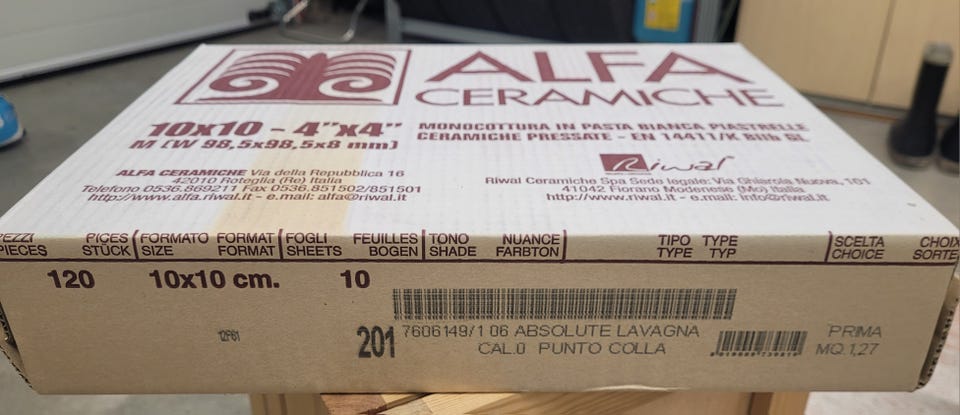 ALFA
CERAMICHE
10x10 - 4"x4"
M (W 98,5x98,5x8 mm)
MONOCOTTURA IN PASTA BIANCA PIASTRELLE
CERAMICHE PRESSATE - EN 14411/K BIIb GL
ALFA CERAMICHE Via della Repubblica 16
42010 Roteglia (Re) Italia
Telefono 0536.869211 Fax 0536.851502/851501
http://www.alfa.riwal.it - e.mail: alfa@riwal.it
Riwal
Riwal Ceramiche Spa Sede legale: Via Ghiarola Nuova, 101
41042 Fiorano Modenese (Mo) Italia
http://www.riwal.it - e.mail: info@riwal.it
PEZZI PIÈCES FORMATO FORMAT FOGLI FEUILLES TONO NUANCE TIPO TYPE SCELTA CHOIX
PIECES STÜCK SIZE FORMAT SHEETS BOGEN SHADE FARBTON TYPE TYP CHOICE SORTE
120 10x10 cm. 10
12P61
201
7606149/1 06 ABSOLUTE LAVAGNA
CAL.0 PUNTO COLLA
PRIMA
MQ.1,27